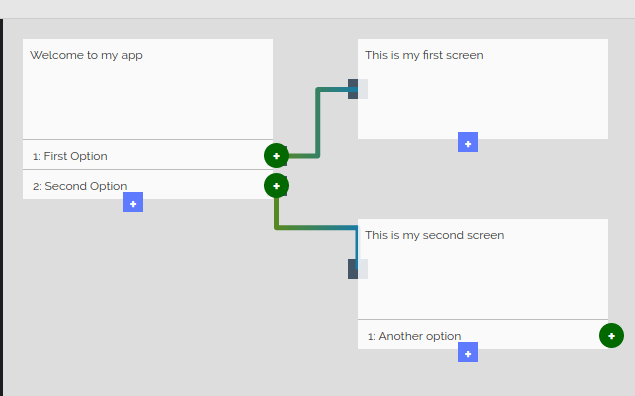 Welcome to my app
1: First Option
2: Second Option
This is my first screen
This is my second screen
1: Another option